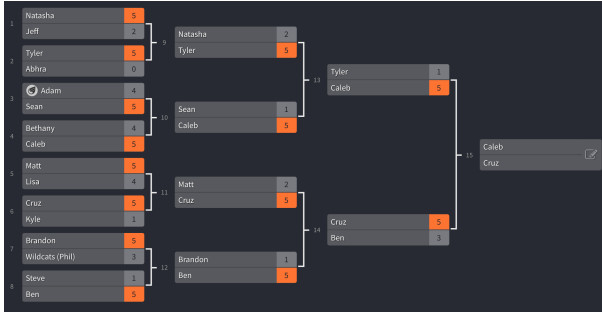 1
Natasha 5
Jeff 2
2
Tyler 5
Abhra 0
3
Adam 4
Sean 5
4
Bethany 4
Caleb 5
5
Matt 5
Lisa 4
6
Cruz 5
Kyle 1
7
Brandon 5
Wildcats (Phil) 3
8
Steve 1
Ben 5
9
Natasha 2
Tyler 5
10
Sean 1
Caleb 5
11
Matt 2
Cruz 5
12
Brandon 1
Ben 5
13
Tyler 1
Caleb 5
14
Cruz 5
Ben 3
15
Caleb
Cruz